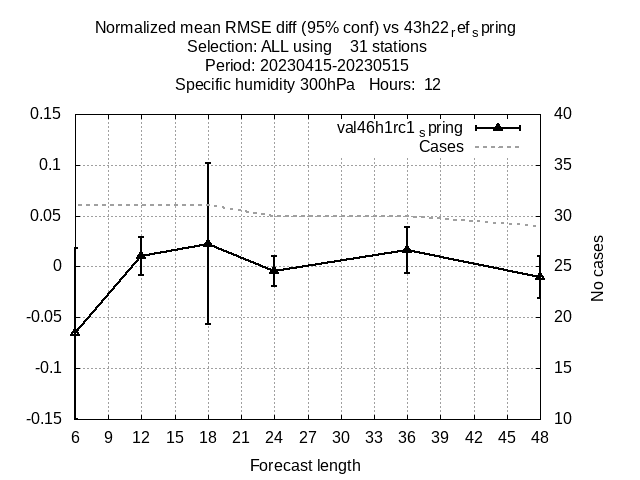 Normalized mean RMSE diff (95% conf) vs 43h22refspring
Selection: ALL using 31 stations
Period: 20230415-20230515
Specific humidity 300hPa Hours: 12
0.15 40
val46h1rc1spring
Cases
0.1 35
0.05 30
0 25
No cases
-0.05 20
-0.1 15
-0.15 10
6 9 12 15 18 21 24 27 30 33 36 39 42 45 48
Forecast length